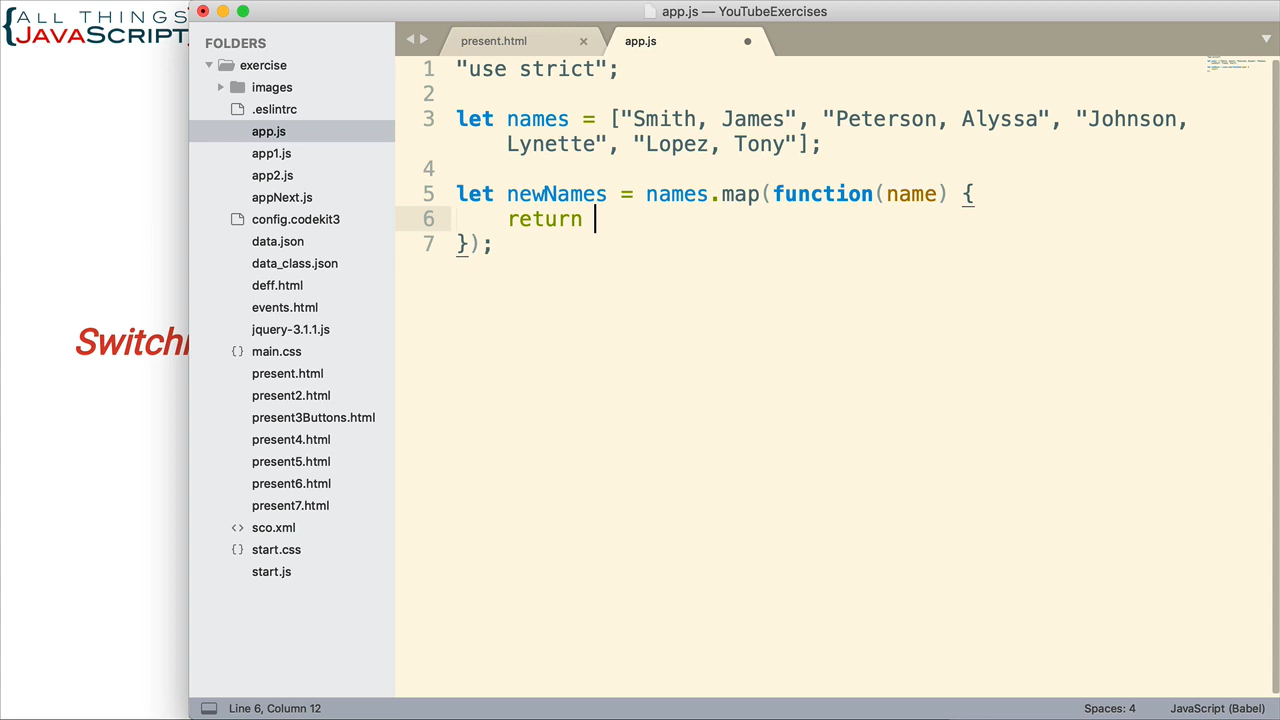 {ALL THINGS
JAVASCRIPT,
Switchi
app.js — YouTubeExercises
FOLDERS
exercise
images
.eslintrc
app.js
app1.js
app2.js
appNext.js
config.codekit3
data.json
data_class.json
deff.html
events.html
jquery-3.1.1.js
{} main.css
present.html
present2.html
present3Buttons.html
present4.html
present5.html
present6.html
present7.html
<> sco.xml
{} start.css
start.js
present.html ×
app.js
1 "use strict";
2
3 let names = ["Smith, James", "Peterson, Alyssa", "Johnson,
Lynette", "Lopez, Tony"];
4
5 let newNames = names.map(function(name) {
6 return
7 });
Line 6, Column 12
Spaces: 4
JavaScript (Babel)